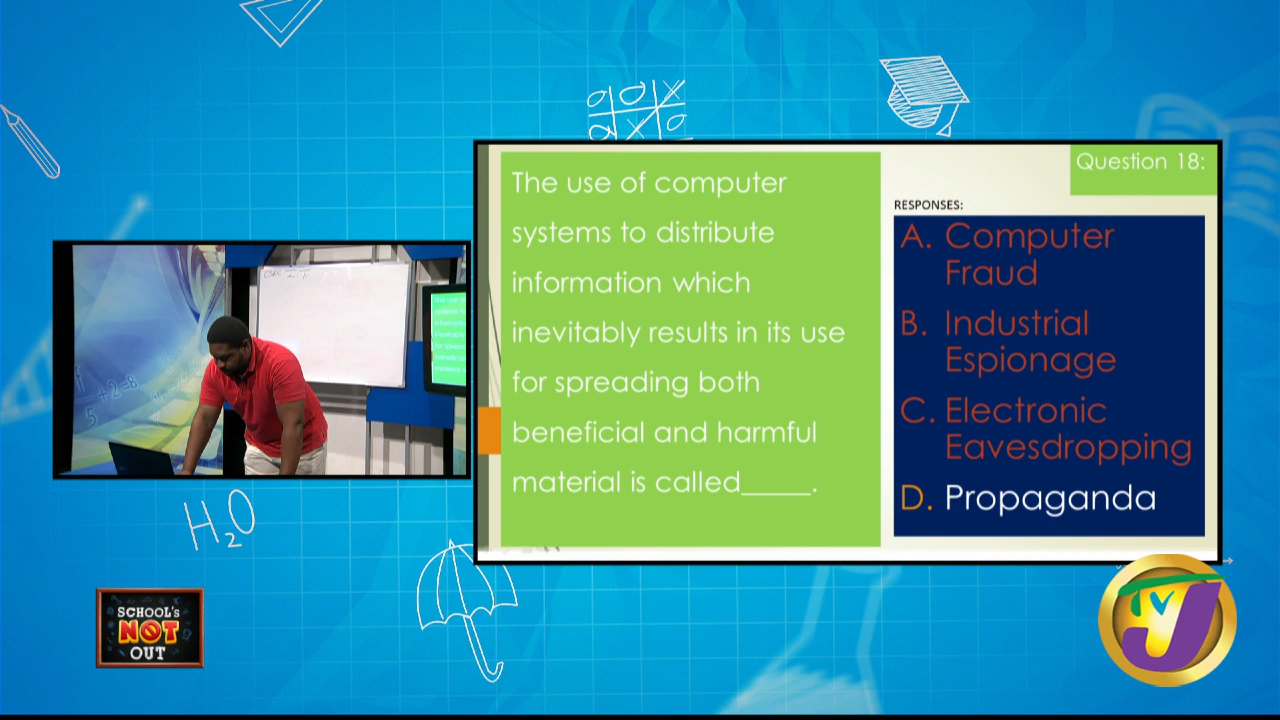 Question 18:
The use of computer
systems to distribute
information which
inevitably results in its use
for spreading both
beneficial and harmful
material is called_____.
RESPONSES:
A. Computer
Fraud
B. Industrial
Espionage
C. Electronic
Eavesdropping
D. Propaganda
H₂O
SCHOOL's
NOT
OUT
TVJ